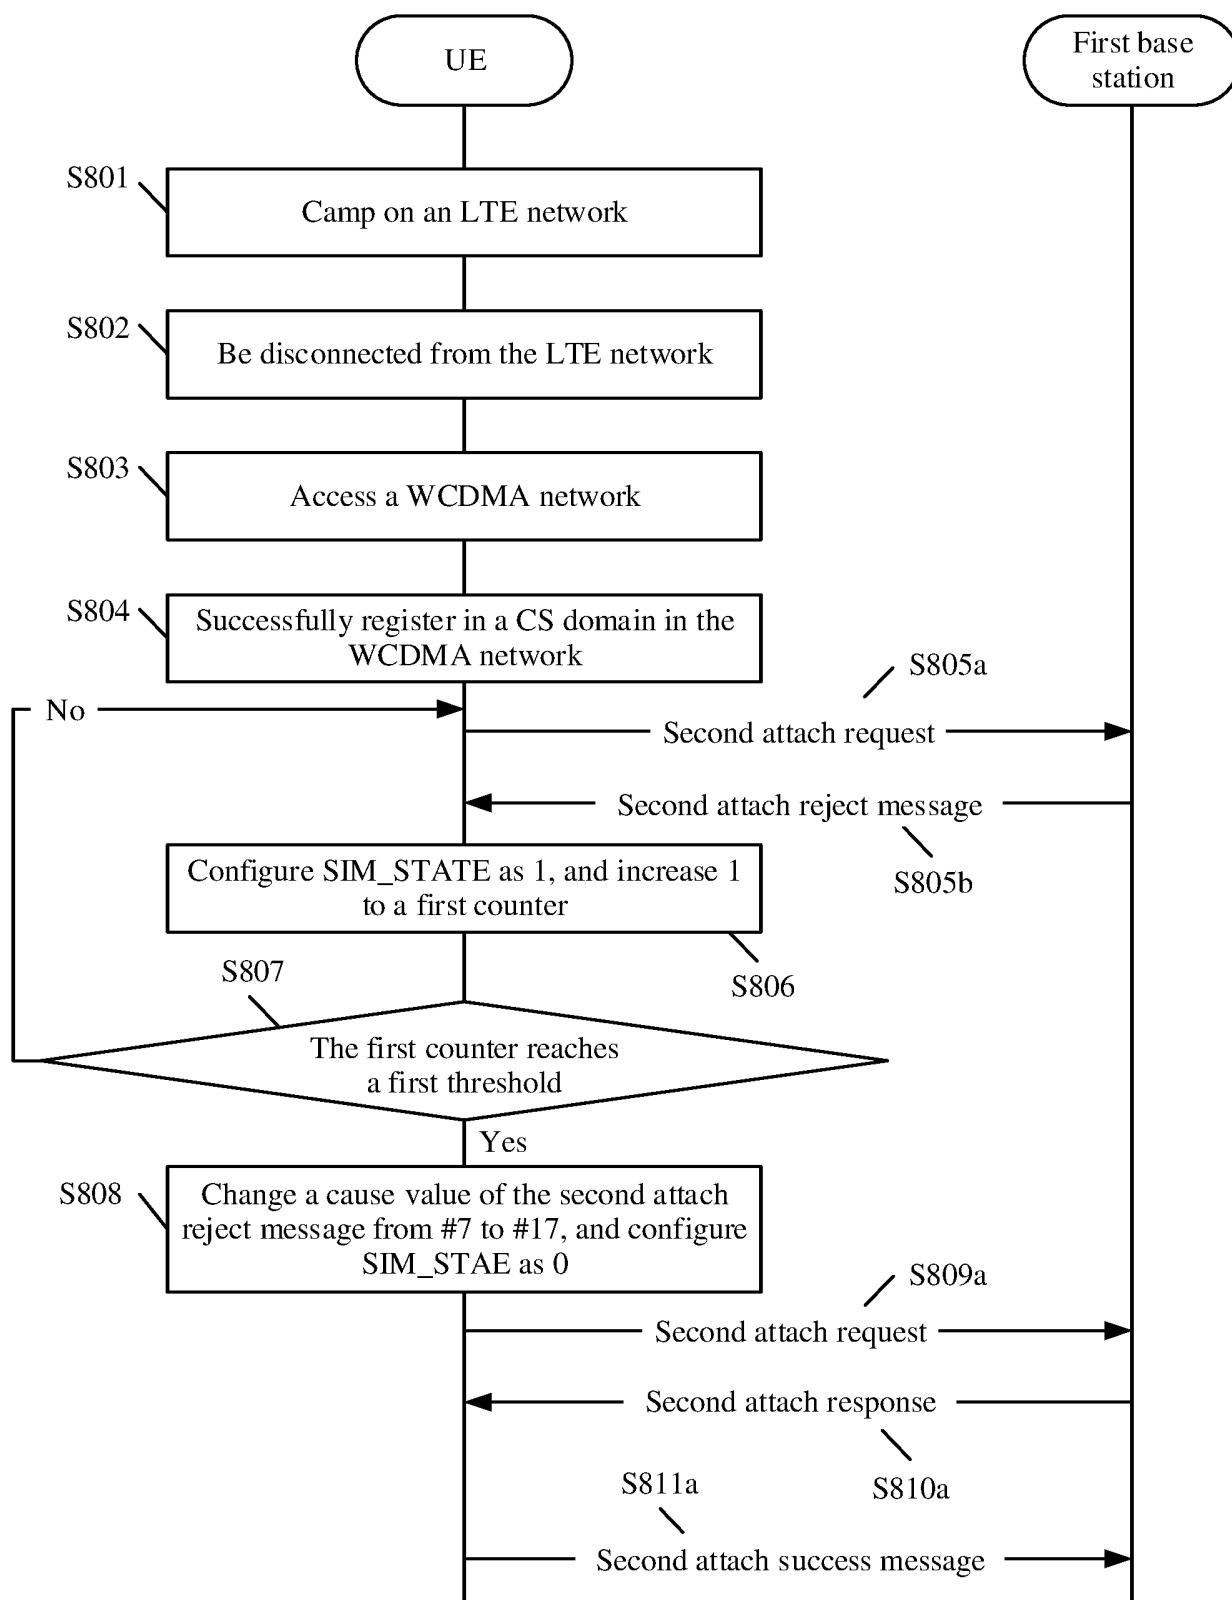 UE
First base
station
S801
Camp on an LTE network
S802
Be disconnected from the LTE network
S803
Access a WCDMA network
S804
Successfully register in a CS domain in the
WCDMA network
S805a
No
Second attach request
Second attach reject message
S805b
Configure SIM_STATE as 1, and increase 1
to a first counter
S806
S807
The first counter reaches
a first threshold
Yes
S808
Change a cause value of the second attach
reject message from #7 to #17, and configure
SIM_STAE as 0
S809a
Second attach request
Second attach response
S810a
S811a
Second attach success message